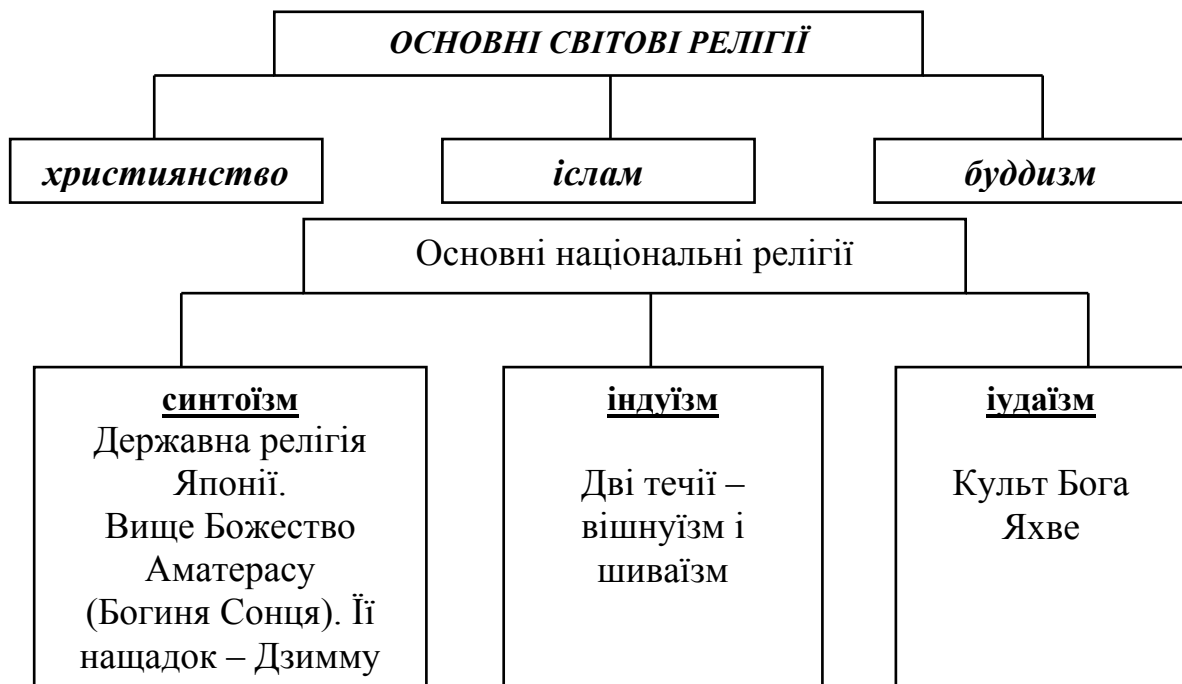 ОСНОВНІ СВІТОВІ РЕЛІГІЇ
християнство
іслам
буддизм
Основні національні релігії
синтоїзм
Державна релігія
Японії.
Вище Божество
Аматерасу
(Богиня Сонця). Її
нащадок – Дзимму
індуїзм
Дві течії –
вішнуїзм і
шиваїзм
іудаїзм
Культ Бога
Яхве